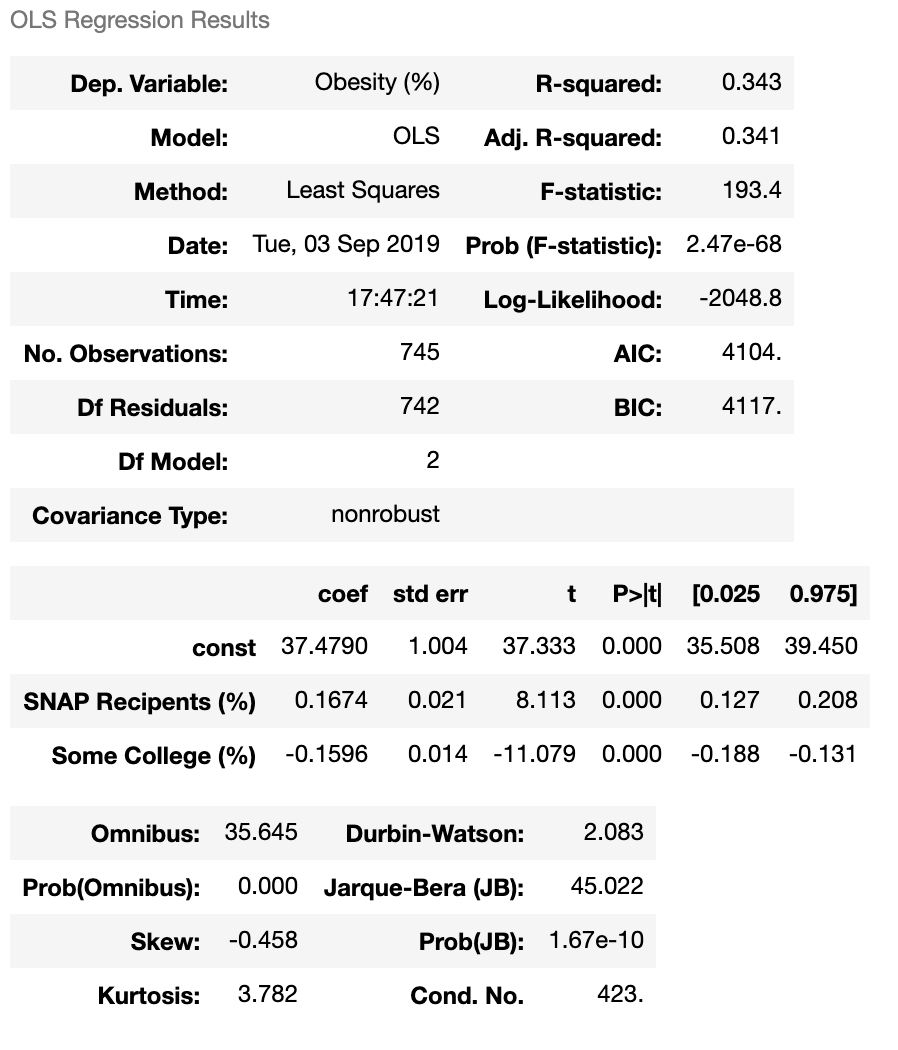 OLS Regression Results
Dep. Variable: Obesity (%) R-squared: 0.343
Model: OLS Adj. R-squared: 0.341
Method: Least Squares F-statistic: 193.4
Date: Tue, 03 Sep 2019 Prob (F-statistic): 2.47e-68
Time: 17:47:21 Log-Likelihood: -2048.8
No. Observations: 745 AIC: 4104.
Df Residuals: 742 BIC: 4117.
Df Model: 2
Covariance Type: nonrobust
coef std err t P>|t| [0.025 0.975]
const 37.4790 1.004 37.333 0.000 35.508 39.450
SNAP Recipents (%) 0.1674 0.021 8.113 0.000 0.127 0.208
Some College (%) -0.1596 0.014 -11.079 0.000 -0.188 -0.131
Omnibus: 35.645 Durbin-Watson: 2.083
Prob(Omnibus): 0.000 Jarque-Bera (JB): 45.022
Skew: -0.458 Prob(JB): 1.67e-10
Kurtosis: 3.782 Cond. No. 423.